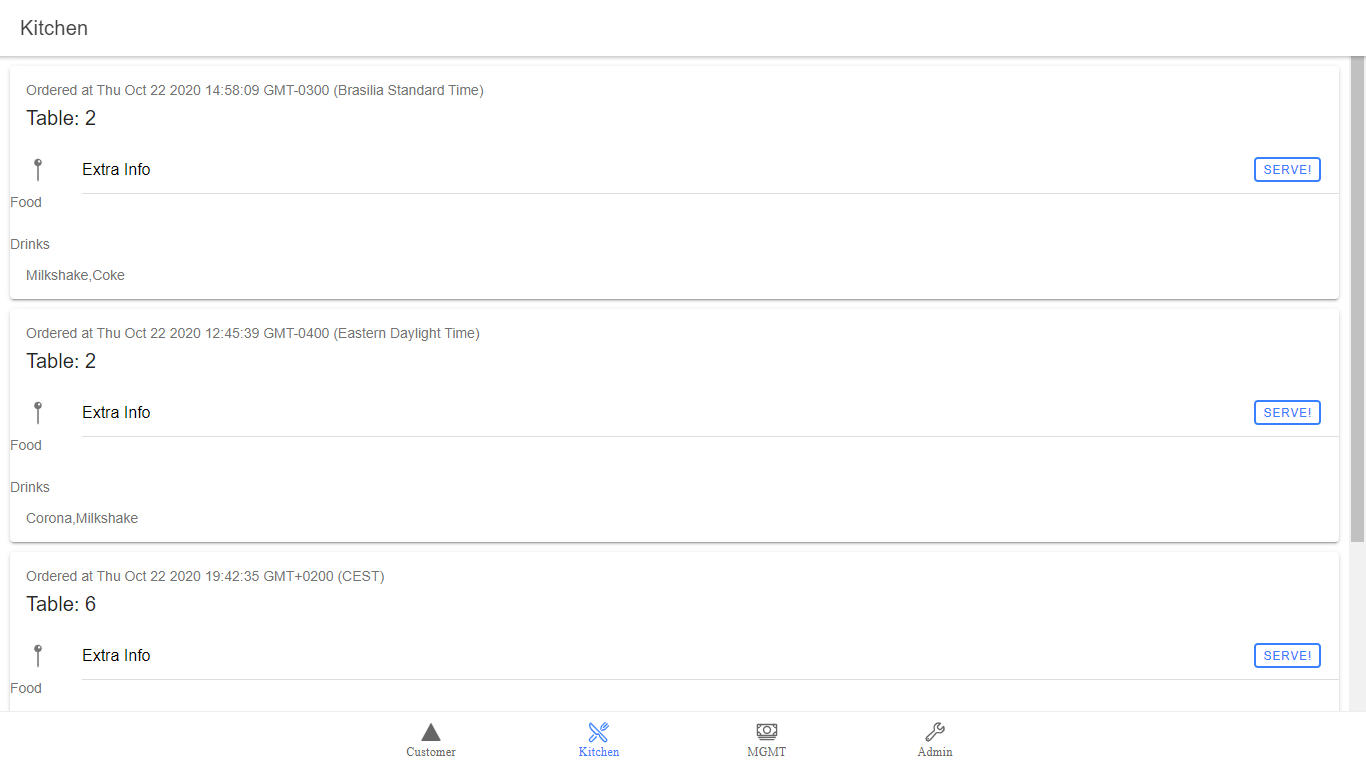 Kitchen
Ordered at Thu Oct 22 2020 14:58:09 GMT-0300 (Brasilia Standard Time)
Table: 2
Extra Info
SERVE!
Food
Drinks
Milkshake,Coke
Ordered at Thu Oct 22 2020 12:45:39 GMT-0400 (Eastern Daylight Time)
Table: 2
Extra Info
SERVE!
Food
Drinks
Corona,Milkshake
Ordered at Thu Oct 22 2020 19:42:35 GMT+0200 (CEST)
Table: 6
Extra Info
SERVE!
Food
Customer
Kitchen
MGMT
Admin